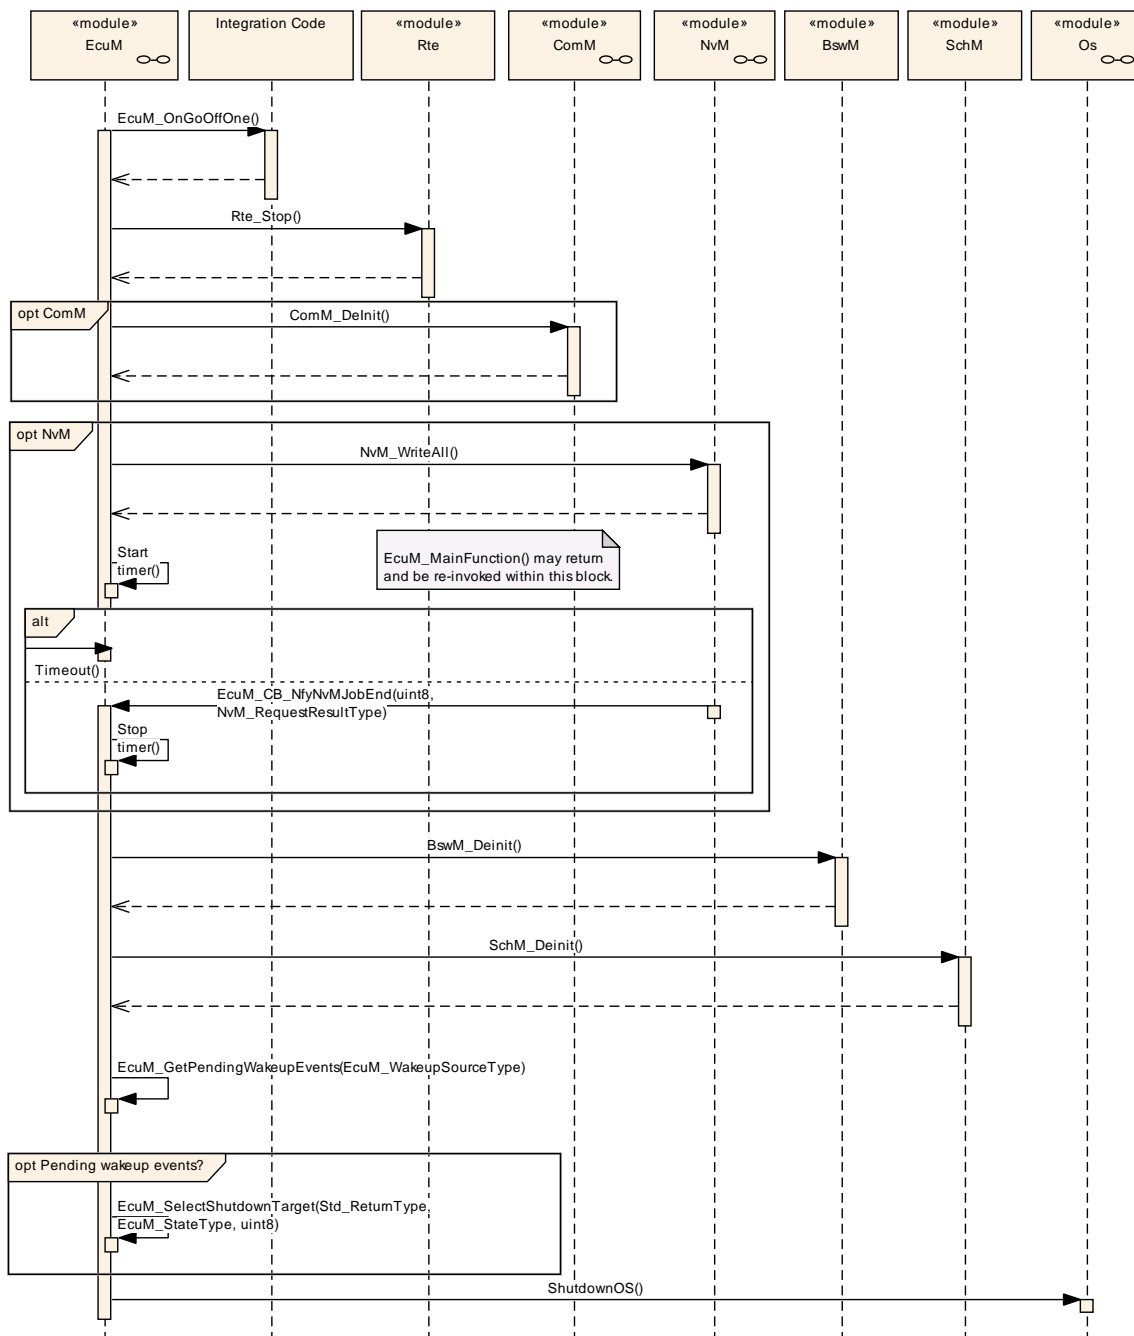 «module»
EcuM
Integration Code
«module»
Rte
«module»
ComM
«module»
NvM
«module»
BswM
«module»
SchM
«module»
Os
EcuM_OnGoOffOne()
Rte_Stop()
opt ComM
ComM_DeInit()
opt NvM
NvM_WriteAll()
Start
timer()
EcuM_MainFunction() may return
and be re-invoked within this block.
alt
Timeout()
EcuM_CB_NfyNvMJobEnd(uint8,
NvM_RequestResultType)
Stop
timer()
BswM_Deinit()
SchM_Deinit()
EcuM_GetPendingWakeupEvents(EcuM_WakeupSourceType)
opt Pending wakeup events?
EcuM_SelectShutdownTarget(Std_ReturnType,
EcuM_StateType, uint8)
ShutdownOS()